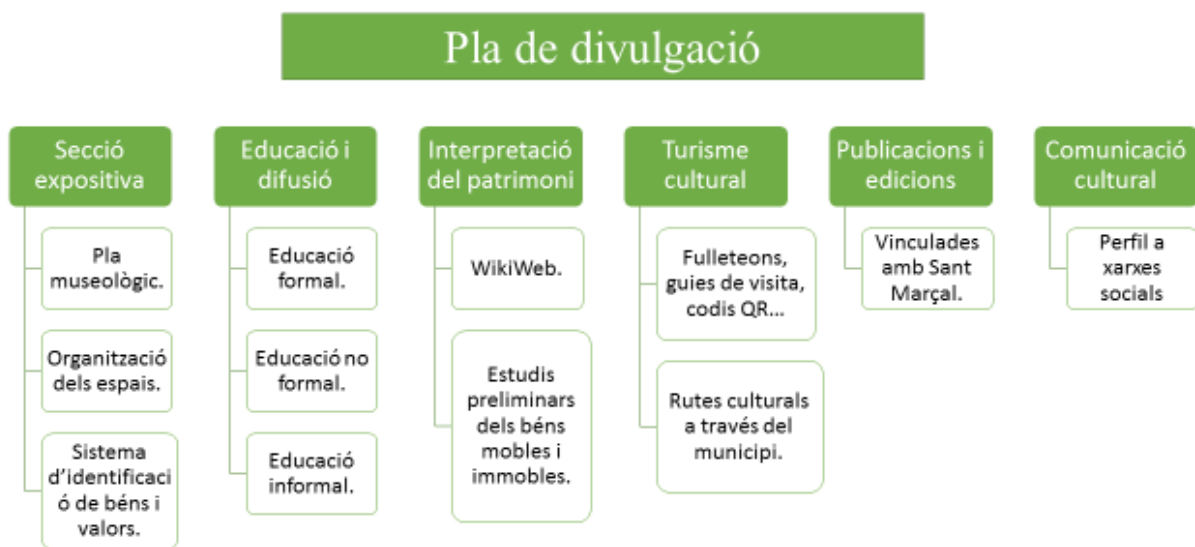 Pla de divulgació
Secció
expositiva
Pla
museològic.
Organització
dels espais.
Sistema
d'identificaci
ó de béns i
valors.
Educació i
difusió
Educació
formal.
Educació no
formal.
Educació
informal.
Interpretació
del patrimoni
WikiWeb.
Estudis
preliminars
dels béns
mobles i
immobles.
Turisme
cultural
Fulleteons,
guies de visita,
codis QR...
Rutes culturals
a través del
municipi.
Publicacions i
edicions
Vinculades
amb Sant
Marçal.
Comunicació
cultural
Perfil a
xarxes
socials